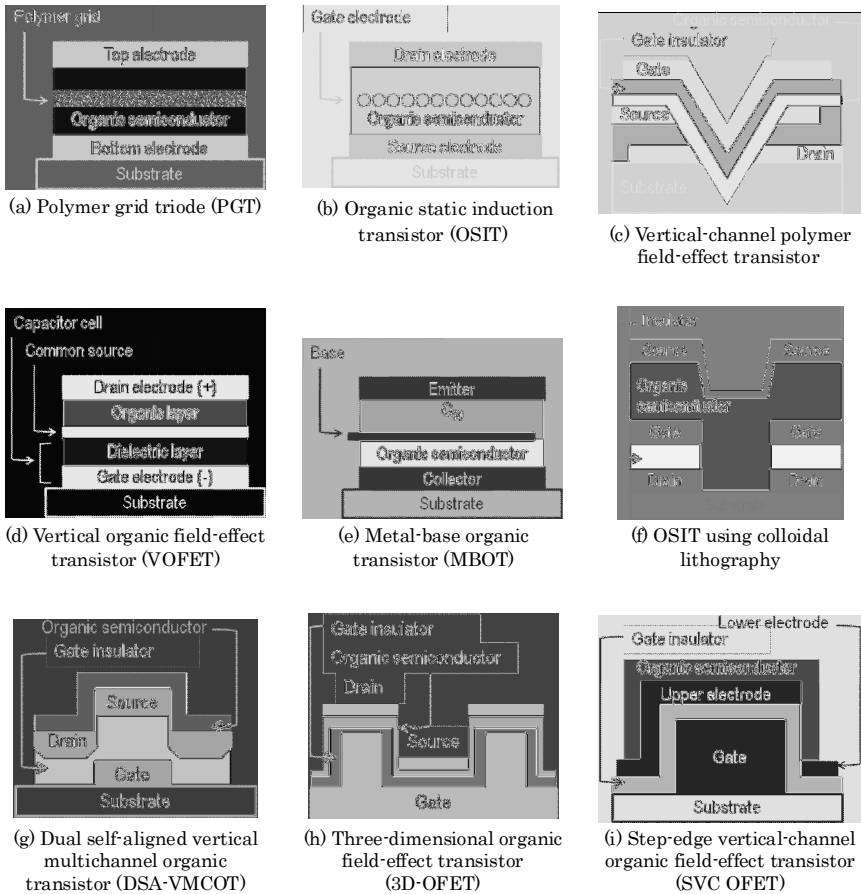 Polymer grid
Top electrode
Organic semiconductor
Bottom electrode
Substrate
(a) Polymer grid triode (PGT)
Gate electrode
Drain electrode
Organic semiconductor
Source electrode
Substrate
(b) Organic static induction
transistor (OSIT)
Organic semiconductor
Gate insulator
Gate
Source
Drain
Substrate
(c) Vertical-channel polymer
field-effect transistor
Capacitor cell
Common source
Drain electrode (+)
Organic layer
Dielectric layer
Gate electrode (-)
Substrate
(d) Vertical organic field-effect
transistor (VOFET)
Base
Emitter
C60
Organic semiconductor
Collector
Substrate
(e) Metal-base organic
transistor (MBOT)
Insulator
Source Source
Organic
semiconductor
Gate Gate
Drain Drain
Substrate
(f) OSIT using colloidal
lithography
Organic semiconductor
Gate insulator
Source
Drain
Gate
Substrate
(g) Dual self-aligned vertical
multichannel organic
transistor (DSA-VMCOT)
Gate insulator
Organic semiconductor
Drain
Source
Gate
(h) Three-dimensional organic
field-effect transistor
(3D-OFET)
Lower electrode
Gate insulator
Organic semiconductor
Upper electrode
Gate
Substrate
(i) Step-edge vertical-channel
organic field-effect transistor
(SVC OFET)